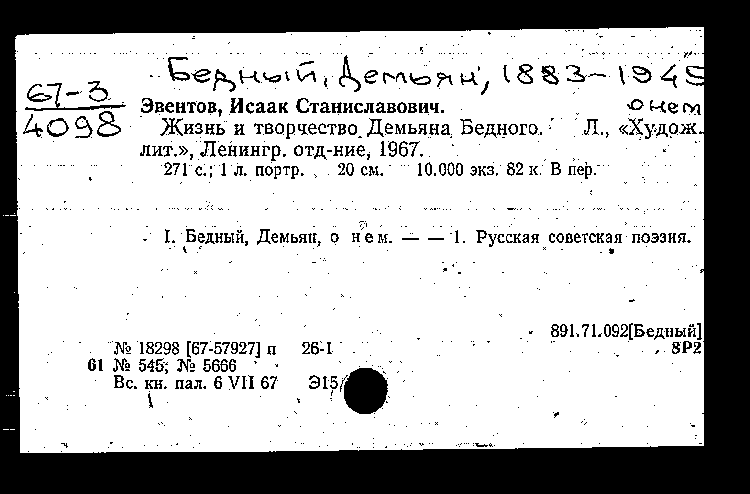 Бедный, Демьян, 1883-1945
67-3
Эвентов, Исаак Станиславович. о нем
4098 Жизнь и творчество Демьяна Бедного. Л., «Худож.
лит.», Ленингр. отд-ние, 1967.
271 с.; 1 л. портр. 20 см. 10.000 экз. 82 к. В пер.
I. Бедный, Демьян, о нем. — — 1. Русская советская поэзия.
891.71.092[Бедный]
№ 18298 [67-57927] п 26-I 8Р2
61 № 545; № 5666
Вс. кн. пал. 6 VII 67 Э15